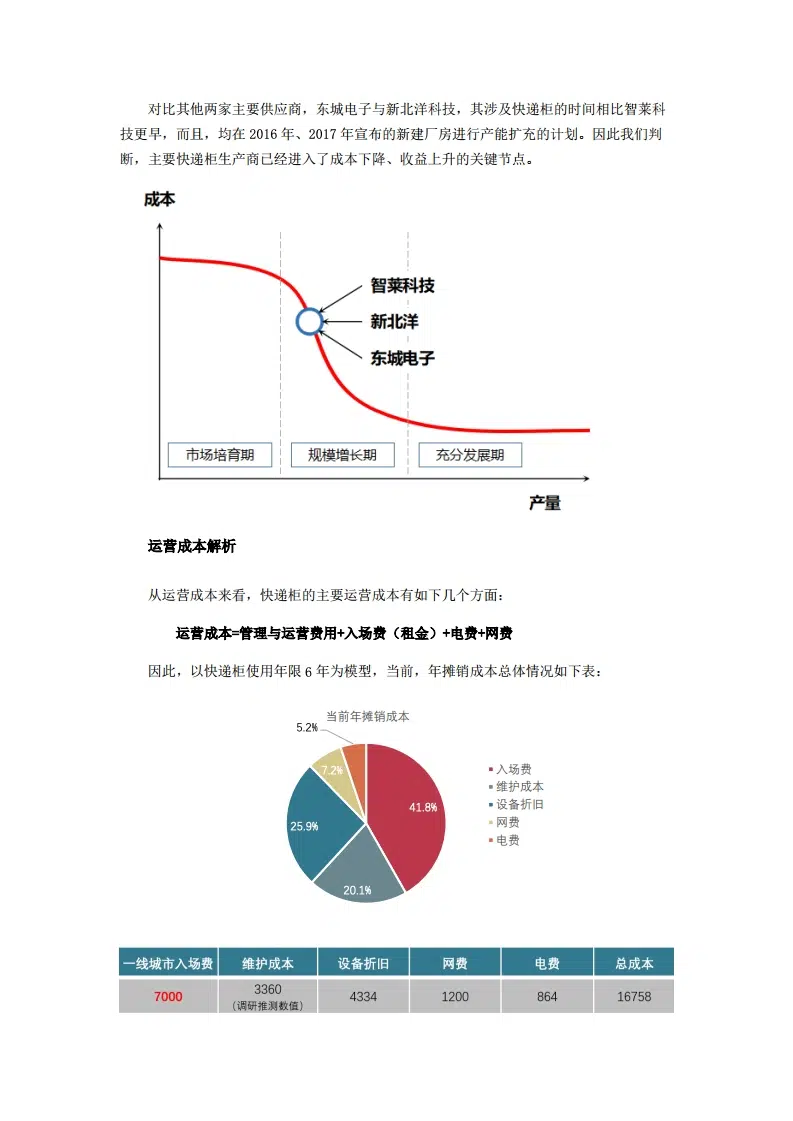 对比其他两家主要供应商，东城电子与新北洋科技，其涉及快递柜的时间相比智莱科
技更早，而且，均在 2016 年、2017 年宣布的新建厂房进行产能扩充的计划。因此我们判
断，主要快递柜生产商已经进入了成本下降、收益上升的关键节点。
成本
智莱科技
新北洋
东城电子
市场培育期 规模增长期 充分发展期
产量
运营成本解析
从运营成本来看，快递柜的主要运营成本有如下几个方面：
运营成本=管理与运营费用+入场费（租金）+电费+网费
因此，以快递柜使用年限 6 年为模型，当前，年摊销成本总体情况如下表：
当前年摊销成本
5.2%
7.2%
41.8%
25.9%
20.1%
入场费
维护成本
设备折旧
网费
电费
一线城市入场费 维护成本 设备折旧 网费 电费 总成本
7000 3360 4334 1200 864 16758
（调研推测数值）